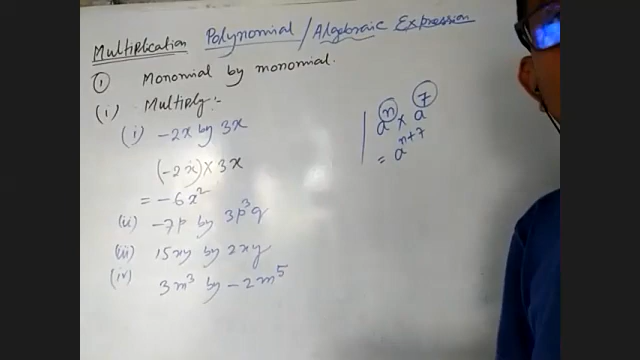 Multiplication Polynomial / Algebraic Expression
① Monomial by monomial.
(i) Multiply:-
(i) -2x by 3x
(-2x) × 3x
= -6x²
(ii) -7p by 3p³q
(iii) 15xy by 2xy
(iv) 3m³ by -2m⁵
aⁿ × a⁷
= aⁿ⁺⁷